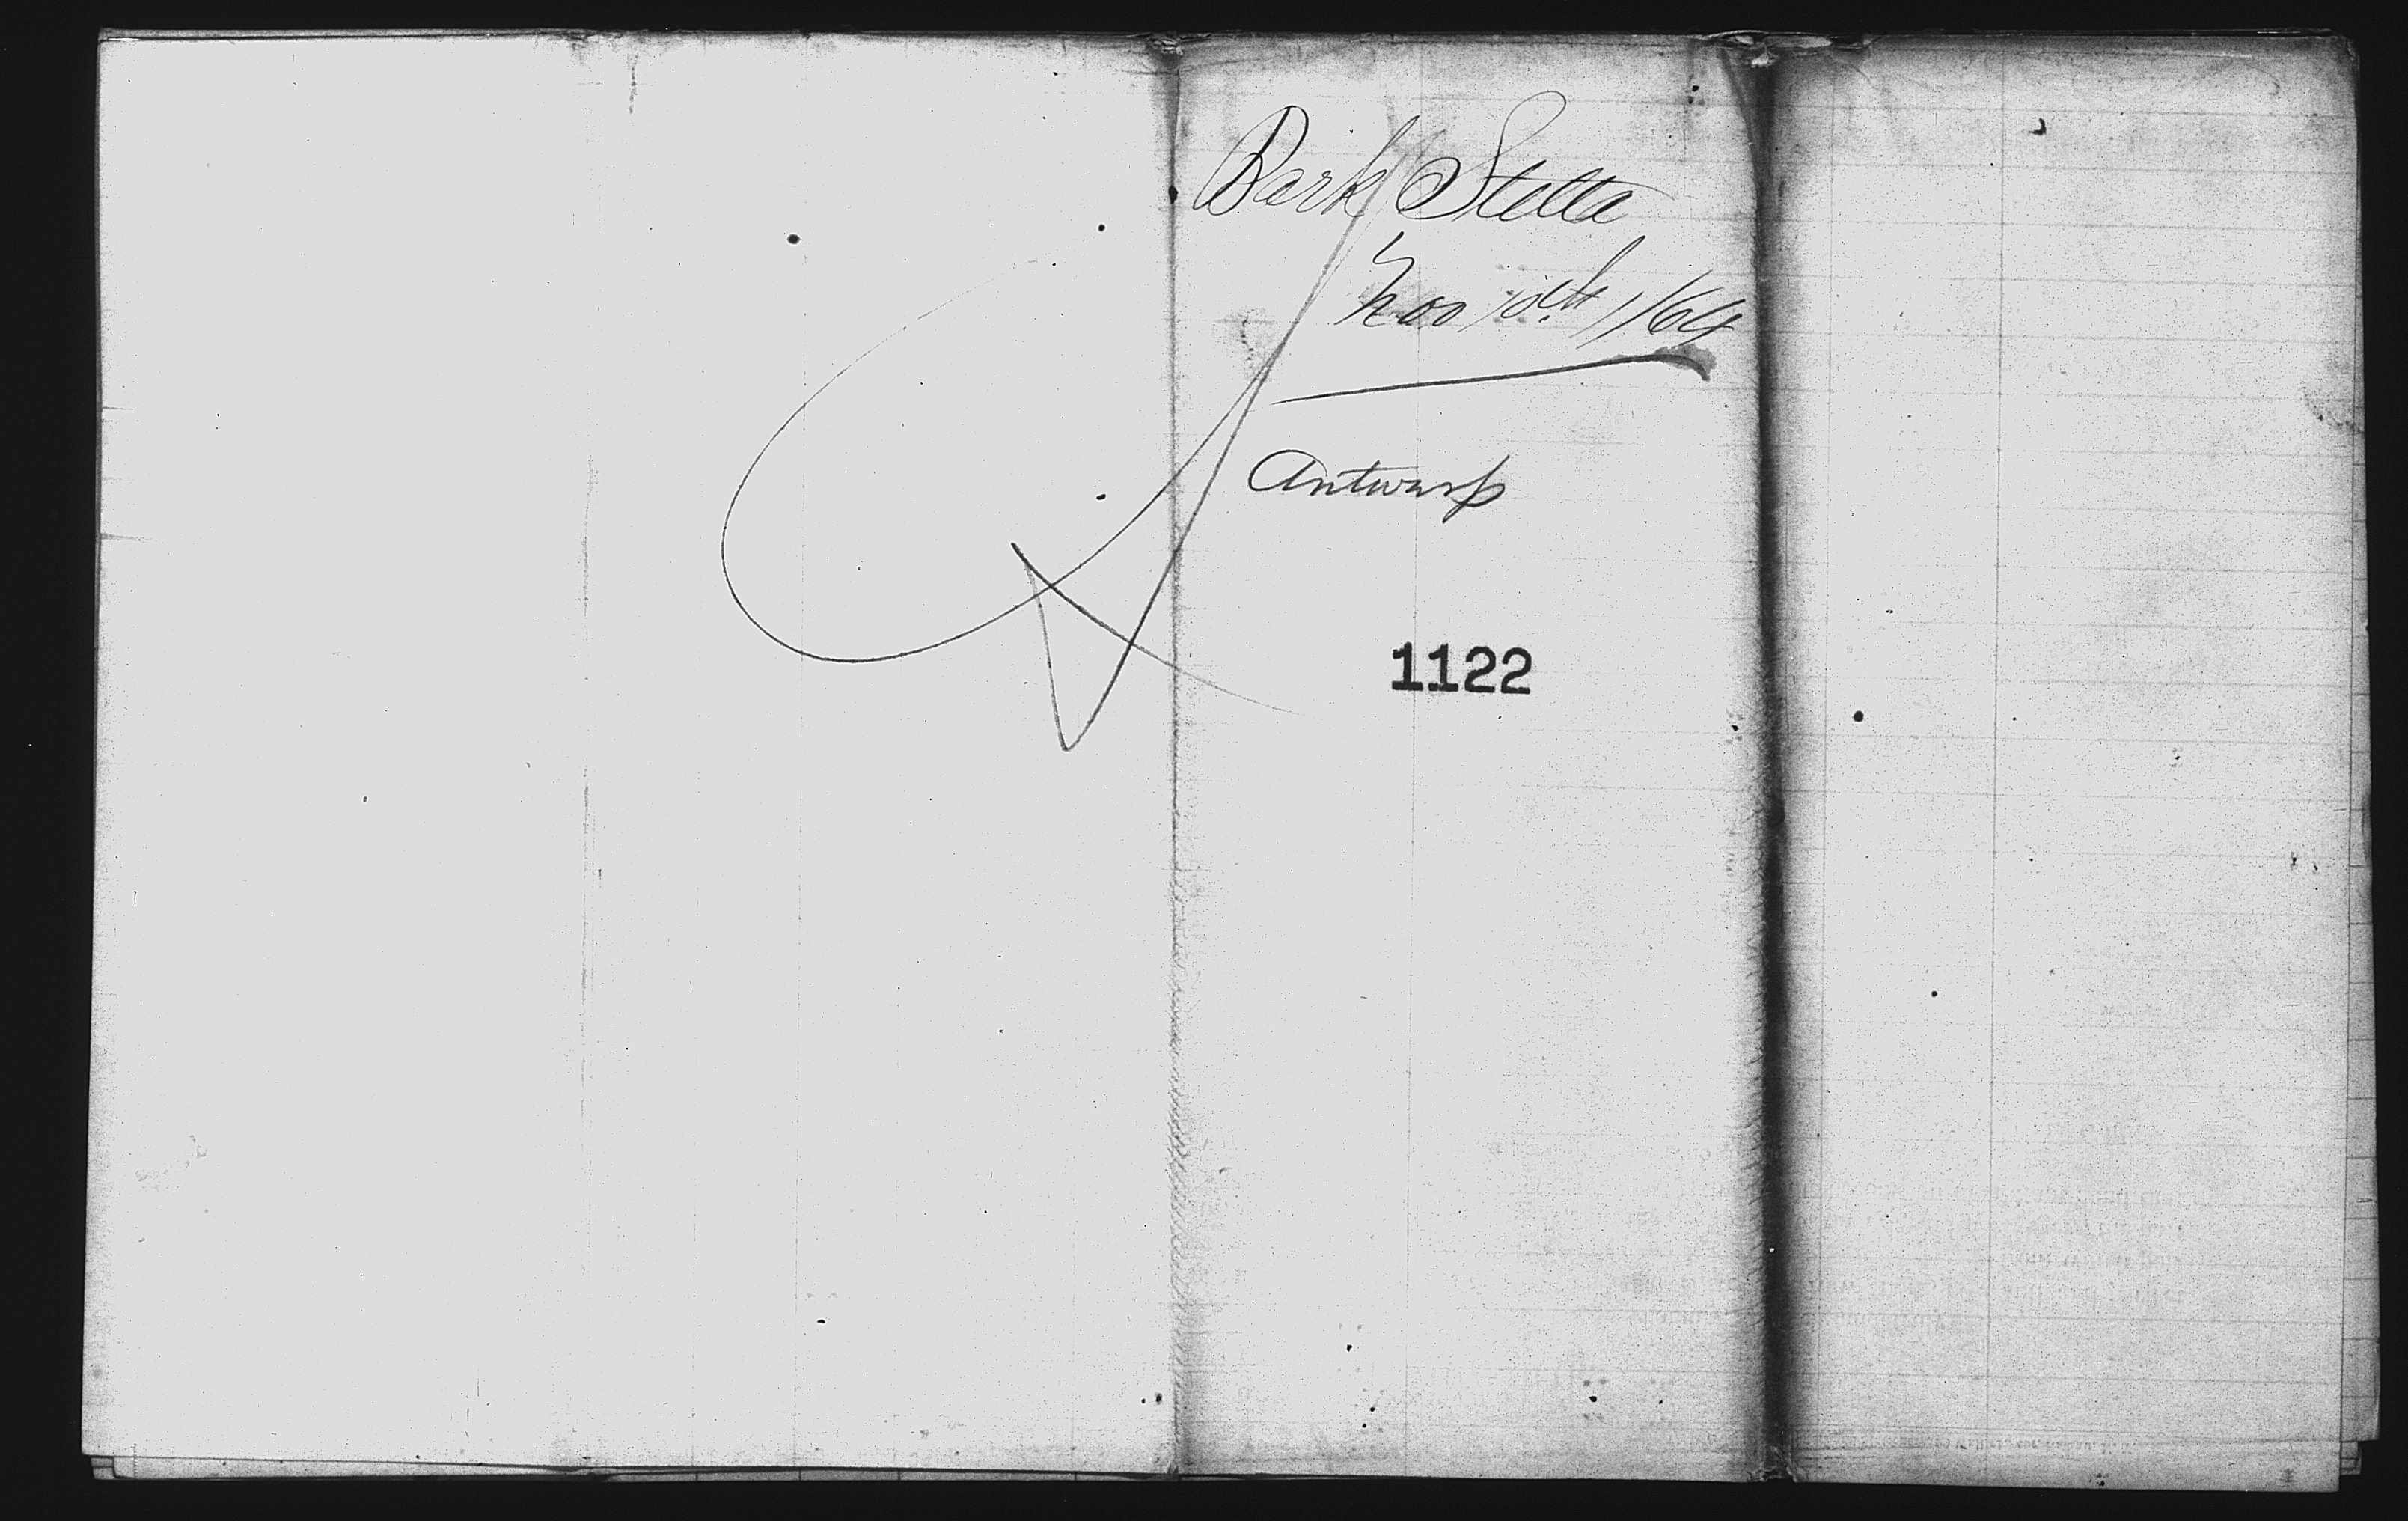 Bark Stella
Nov 10th /64
Antwerp
1122